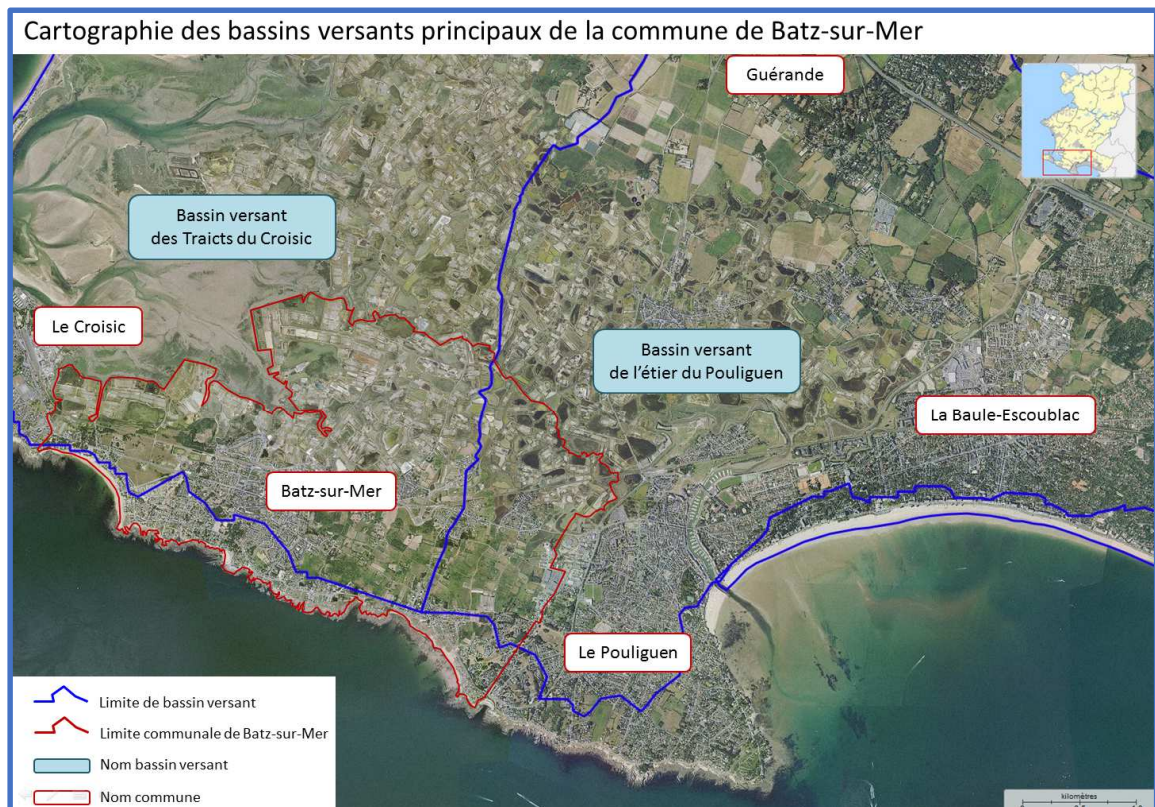 Cartographie des bassins versants principaux de la commune de Batz-sur-Mer
Guérande
Bassin versant
des Traicts du Croisic
Le Croisic
Bassin versant
de l'étier du Pouliguen
La Baule-Escoublac
Batz-sur-Mer
Le Pouliguen
Limite de bassin versant
Limite communale de Batz-sur-Mer
Nom bassin versant
Nom commune
kilomètres